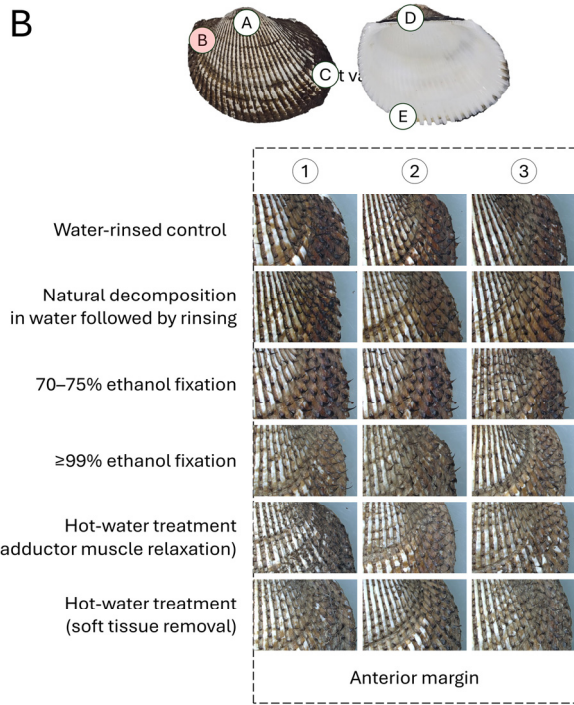 B
A
B
C
t va
D
E
1
2
3
Water-rinsed control
Natural decomposition
in water followed by rinsing
70–75% ethanol fixation
≥99% ethanol fixation
Hot-water treatment
adductor muscle relaxation)
Hot-water treatment
(soft tissue removal)
Anterior margin